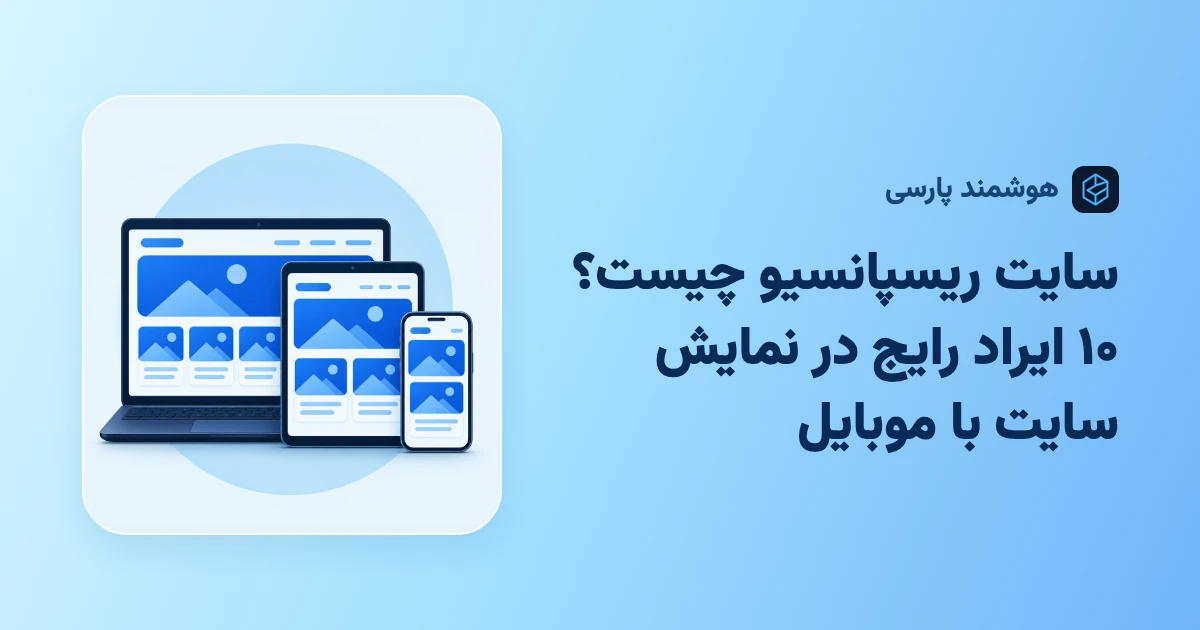 هوشمند پارسی
سایت ریسپانسیو چیست؟
۱۰ ایراد رایج در نمایش
سایت با موبایل